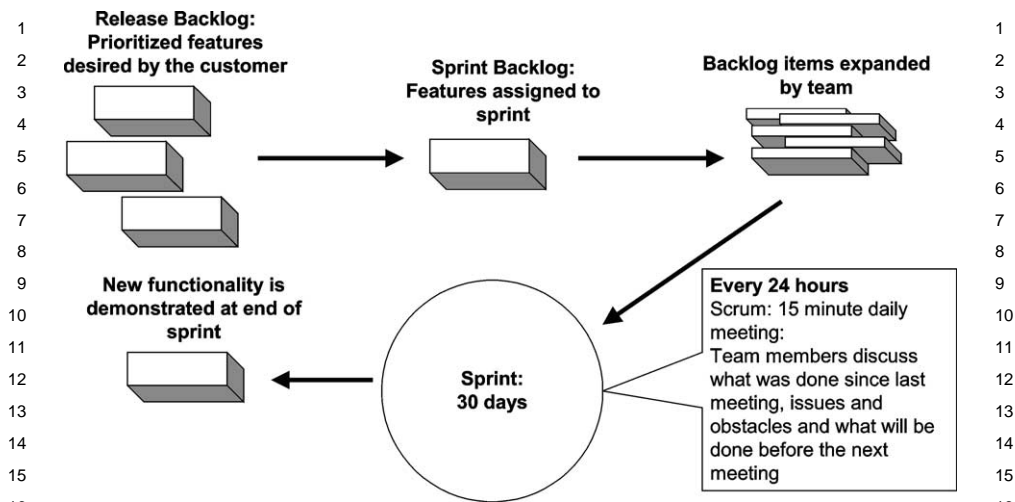 1
2
3
4
5
6
7
8
9
10
11
12
13
14
15
Release Backlog:
Prioritized features
desired by the customer
Sprint Backlog:
Features assigned to
sprint
Backlog items expanded
by team
New functionality is
demonstrated at end of
sprint
Sprint:
30 days
Every 24 hours
Scrum: 15 minute daily
meeting:
Team members discuss
what was done since last
meeting, issues and
obstacles and what will be
done before the next
meeting
1
2
3
4
5
6
7
8
9
10
11
12
13
14
15